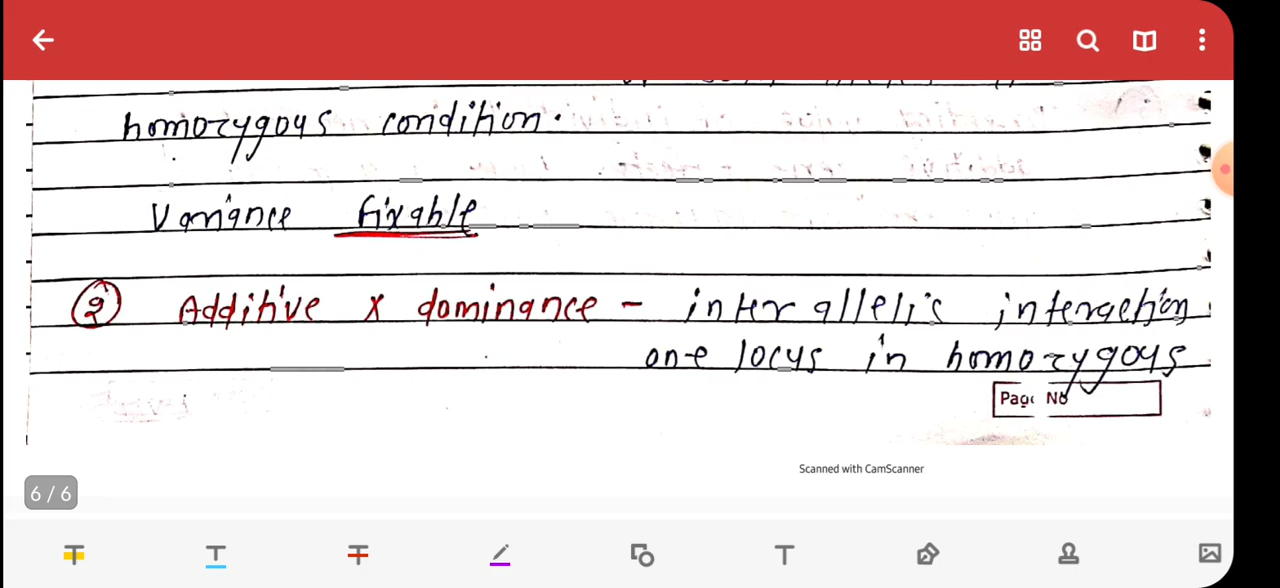 homozygous condition.
Variance fixable
② Additive x dominance - inter allelic interaction
one locus in homozygous
Page No
Scanned with CamScanner
6 / 6
T T T T